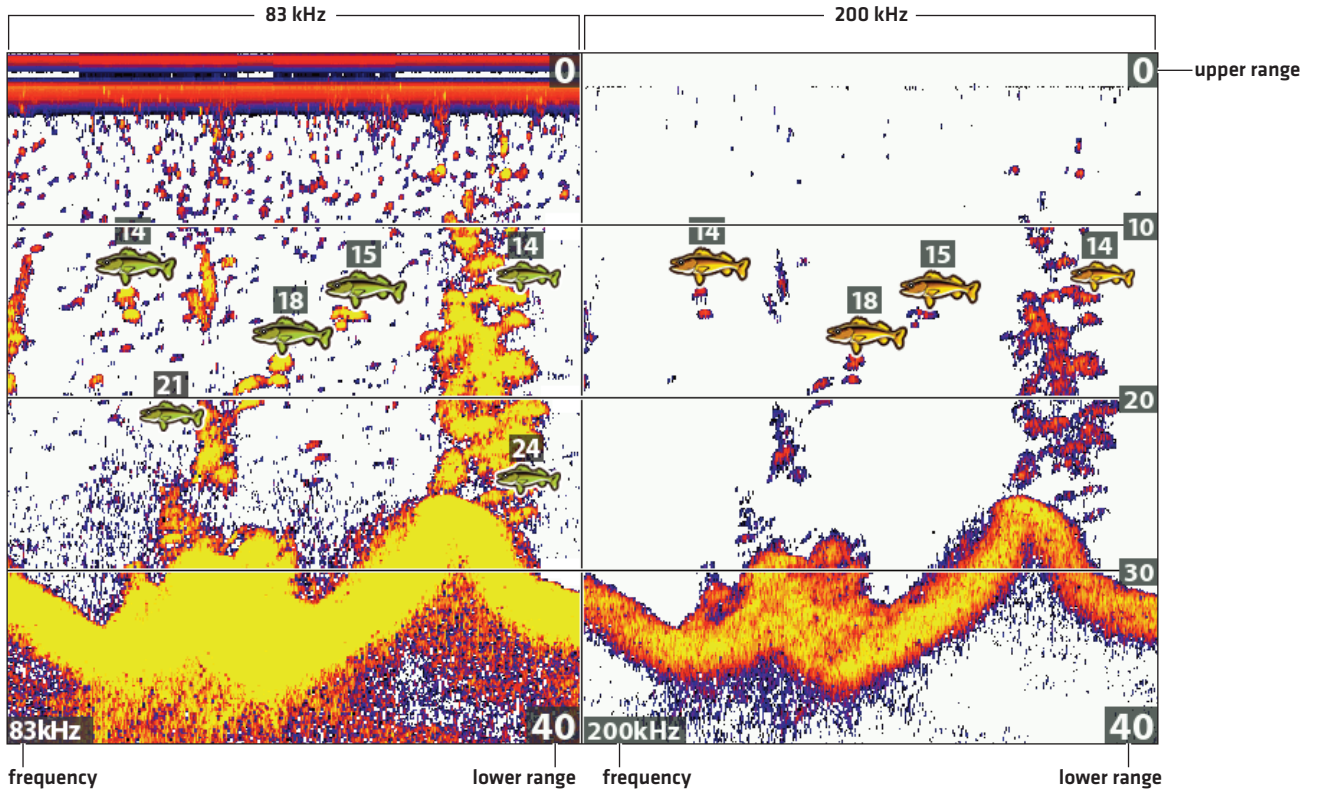 83 kHz
200 kHz
0
0
upper range
14
15
14
18
21
24
14
15
14
18
10
20
30
83kHz
40
200kHz
40
frequency
lower range
frequency
lower range